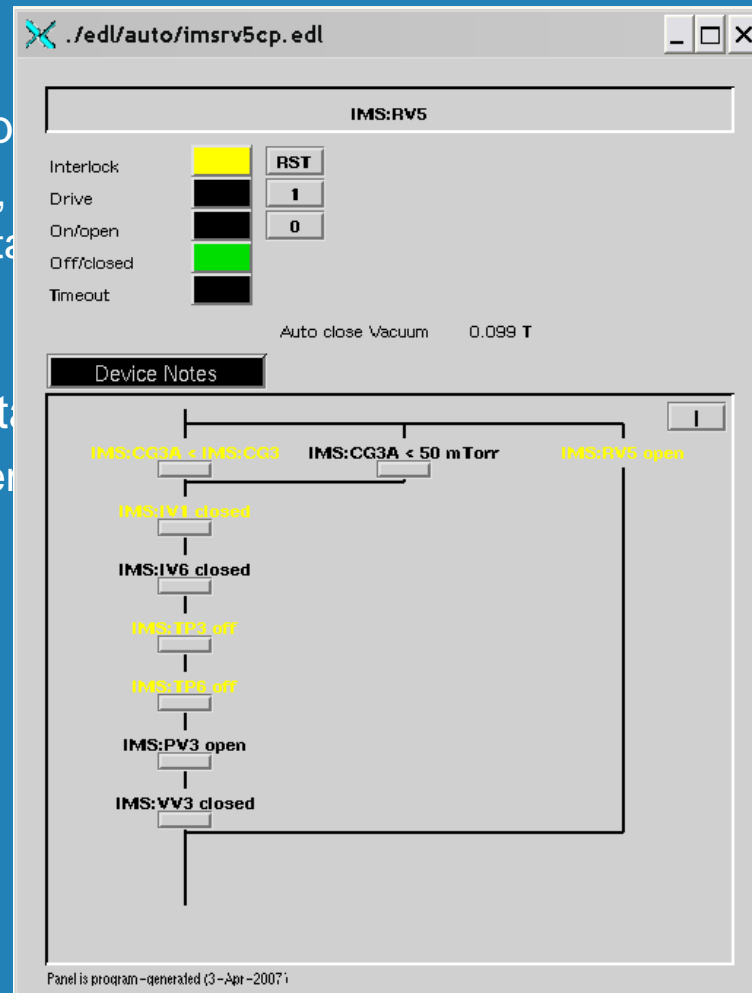 ./edl/auto/imsrv5cp.edl
IMS:RV5
Interlock RST
Drive 1
On/open 0
Off/closed
Timeout
Auto close Vacuum 0.099 T
Device Notes
I
IMS:CG3A < IMS:CG3 IMS:CG3A < 50 mTorr IMS:RV5 open
IMS:IV1 closed
IMS:IV6 closed
IMS:TP3 off
IMS:TP6 off
IMS:PV3 open
IMS:VV3 closed
Panel is program-generated (3-Apr-2007)